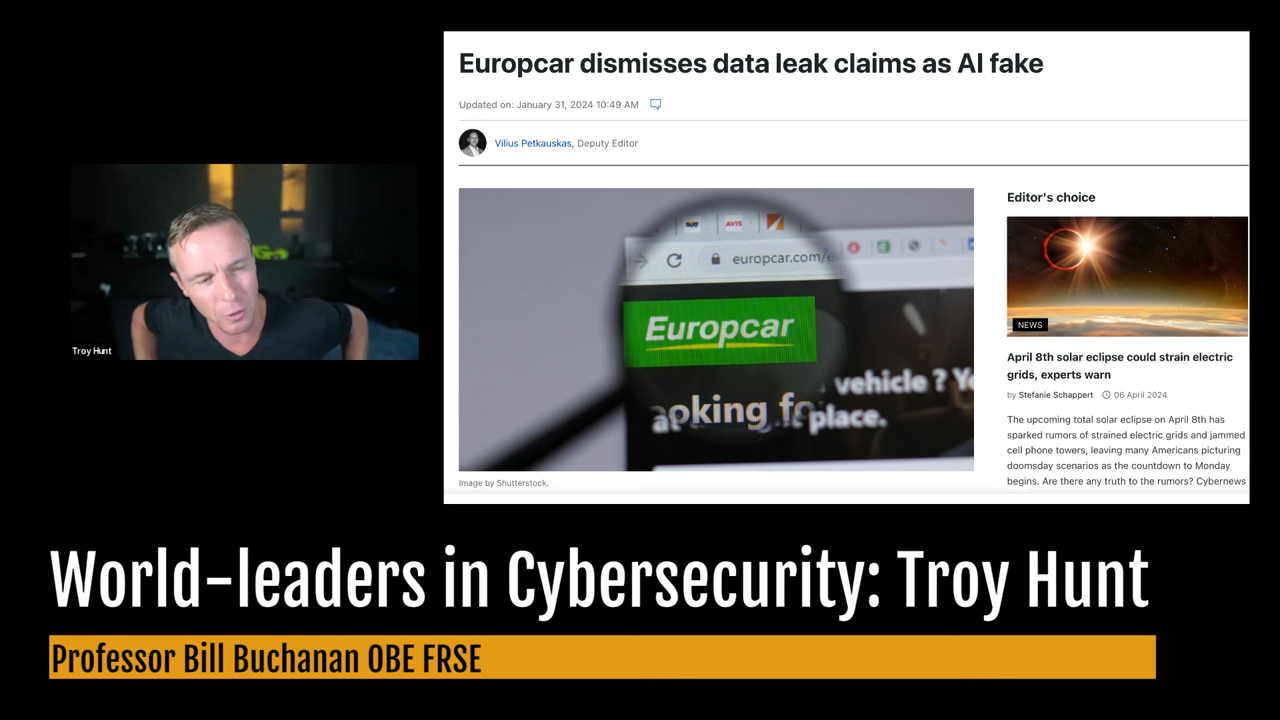 Europcar dismisses data leak claims as AI fake
Updated on: January 31, 2024 10:49 AM
Vilius Petkauskas, Deputy Editor
AVIS
europcar.com/e
Europcar
looking for vehicle ? Yo
at place.
Image by Shutterstock.
Editor's choice
NEWS
April 8th solar eclipse could strain electric
grids, experts warn
by Stefanie Schappert 06 April 2024
The upcoming total solar eclipse on April 8th has
sparked rumors of strained electric grids and jammed
cell phone towers, leaving many Americans picturing
doomsday scenarios as the countdown to Monday
begins. Are there any truth to the rumors? Cybernews
Troy Hunt
World-leaders in Cybersecurity: Troy Hunt
Professor Bill Buchanan OBE FRSE